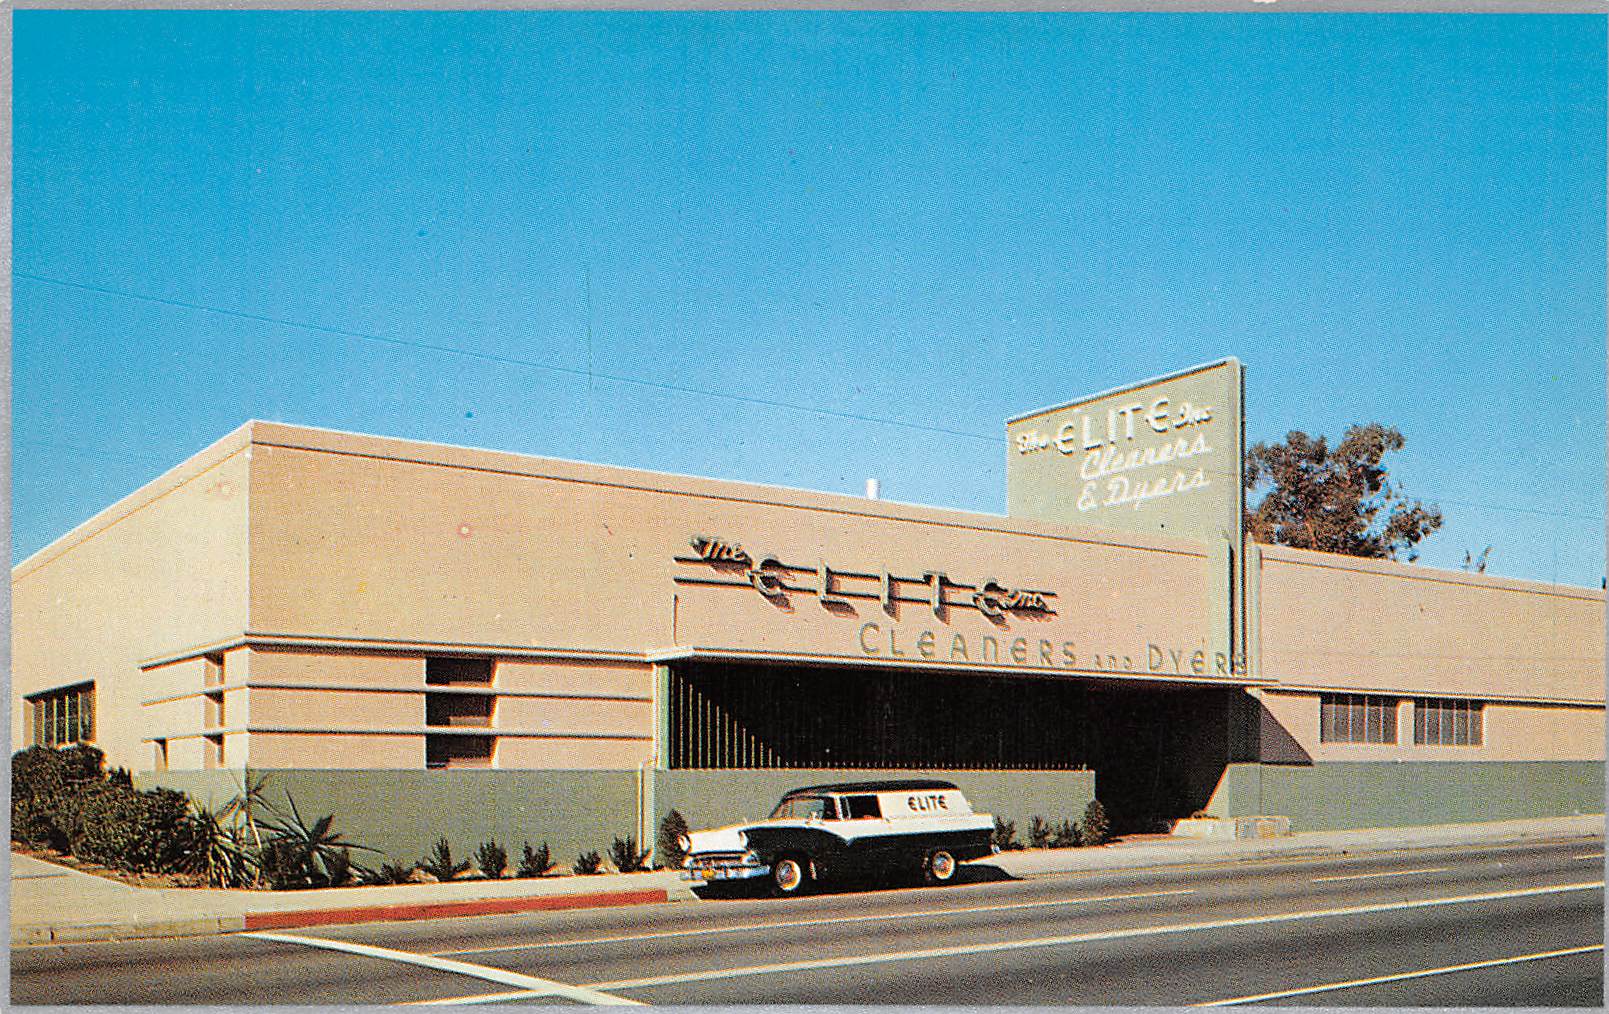 The ELITE Inc
Cleaners
& Dyers
The ELITE Inc
CLEANERS AND DYERS
ELITE